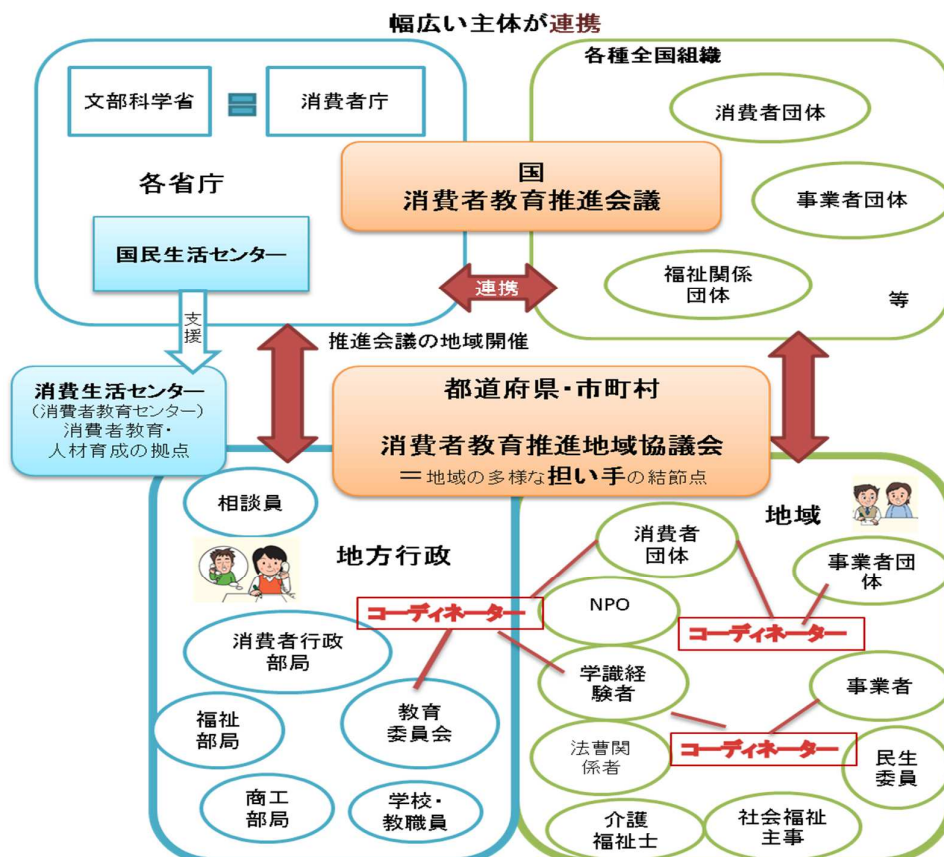 幅広い主体が連携
文部科学省
消費者庁
各省庁
国民生活センター
支援
各種全国組織
消費者団体
事業者団体
福祉関係
団体
等
国
消費者教育推進会議
連携
推進会議の地域開催
消費生活センター
（消費者教育センター）
消費者教育・
人材育成の拠点
都道府県・市町村
消費者教育推進地域協議会
＝地域の多様な担い手の結節点
相談員
地方行政
コーディネーター
消費者行政
部局
福祉
部局
教育
委員会
商工
部局
学校・
教職員
地域
消費者
団体
事業者団
体
NPO
コーディネーター
学識経
験者
事業者
コーディネーター
法曹関
係者
民生
委員
介護
福祉士
社会福祉
主事